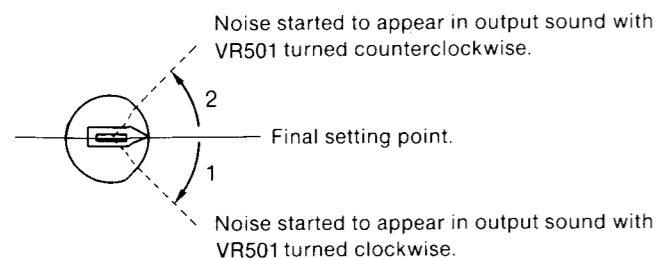 Noise started to appear in output sound with
VR501 turned counterclockwise.
2
Final setting point.
1
Noise started to appear in output sound with
VR501 turned clockwise.